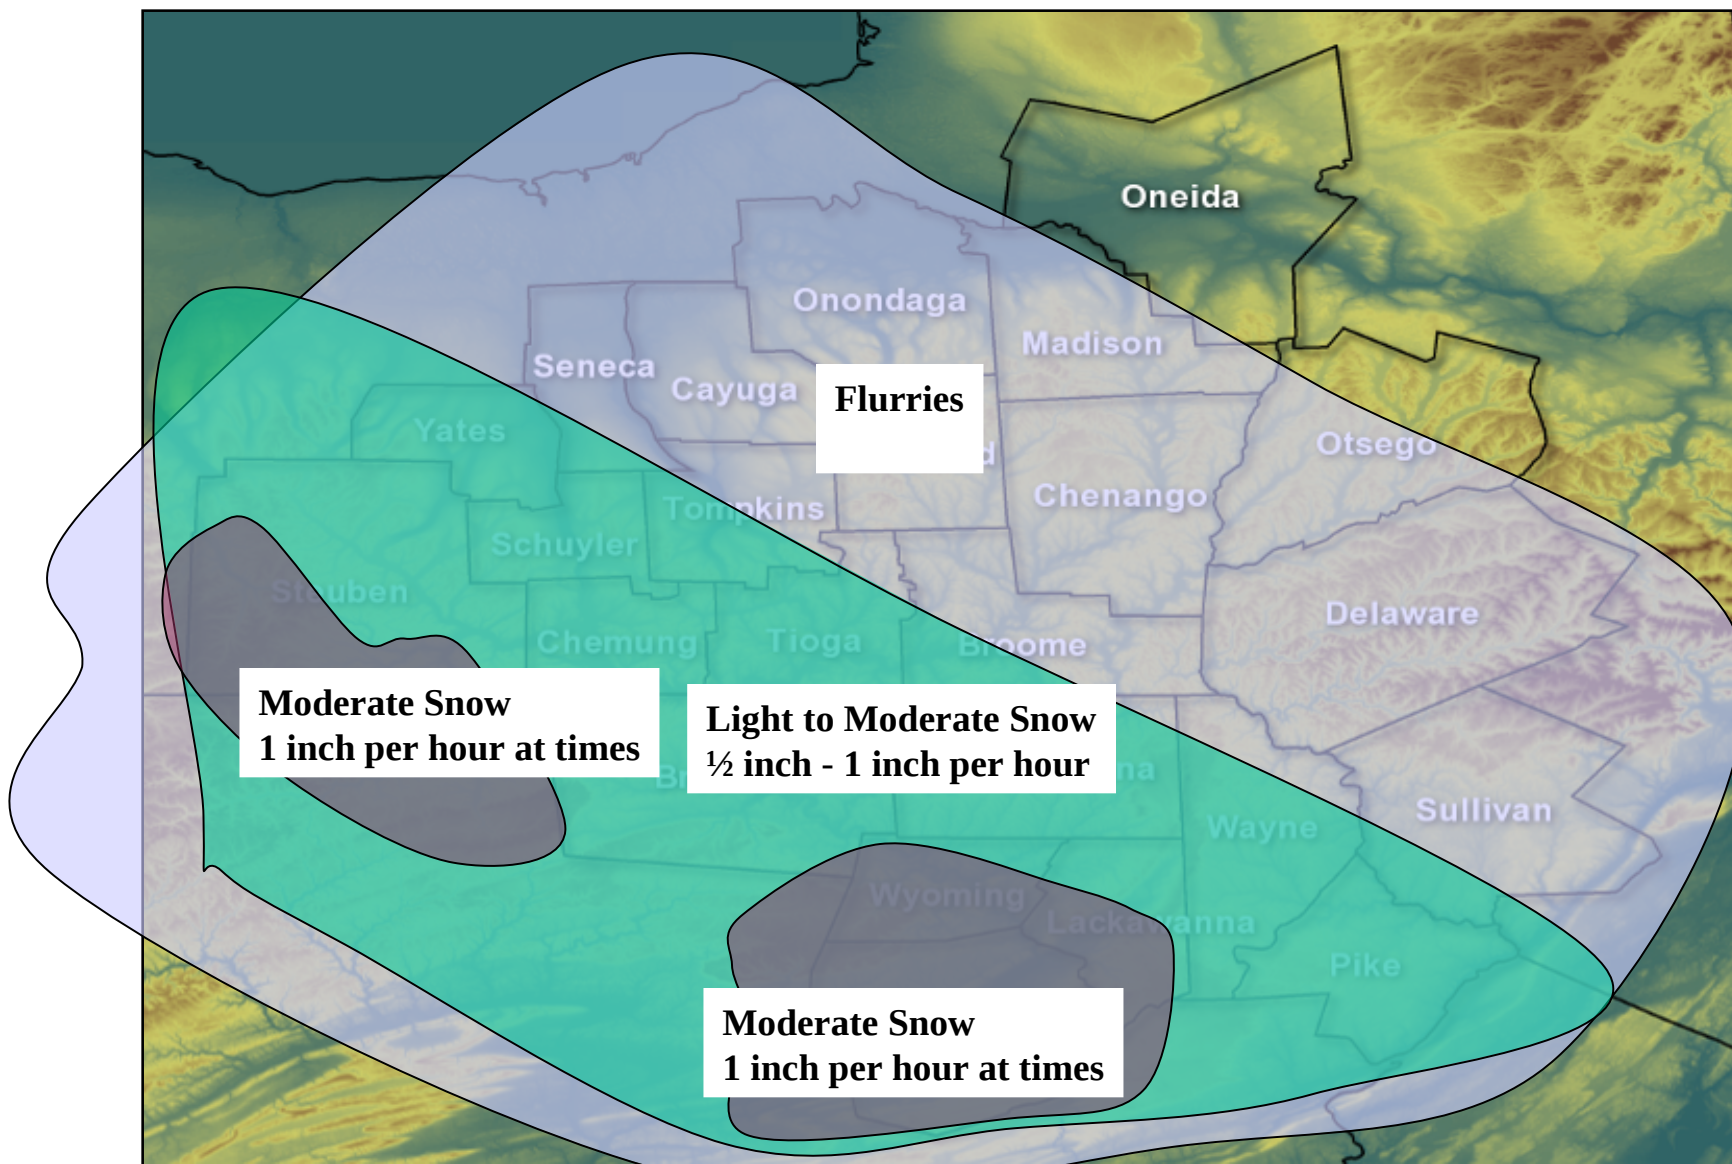 Oneida
Onondaga
Madison
Seneca
Cayuga
Flurries
Yates
Otsego
Tompkins
Chenango
Schuyler
Steuben
Delaware
Chemung
Tioga
Broome
Moderate Snow
1 inch per hour at times
Light to Moderate Snow
½ inch - 1 inch per hour
Sullivan
Wayne
Wyoming
Lackawanna
Pike
Moderate Snow
1 inch per hour at times